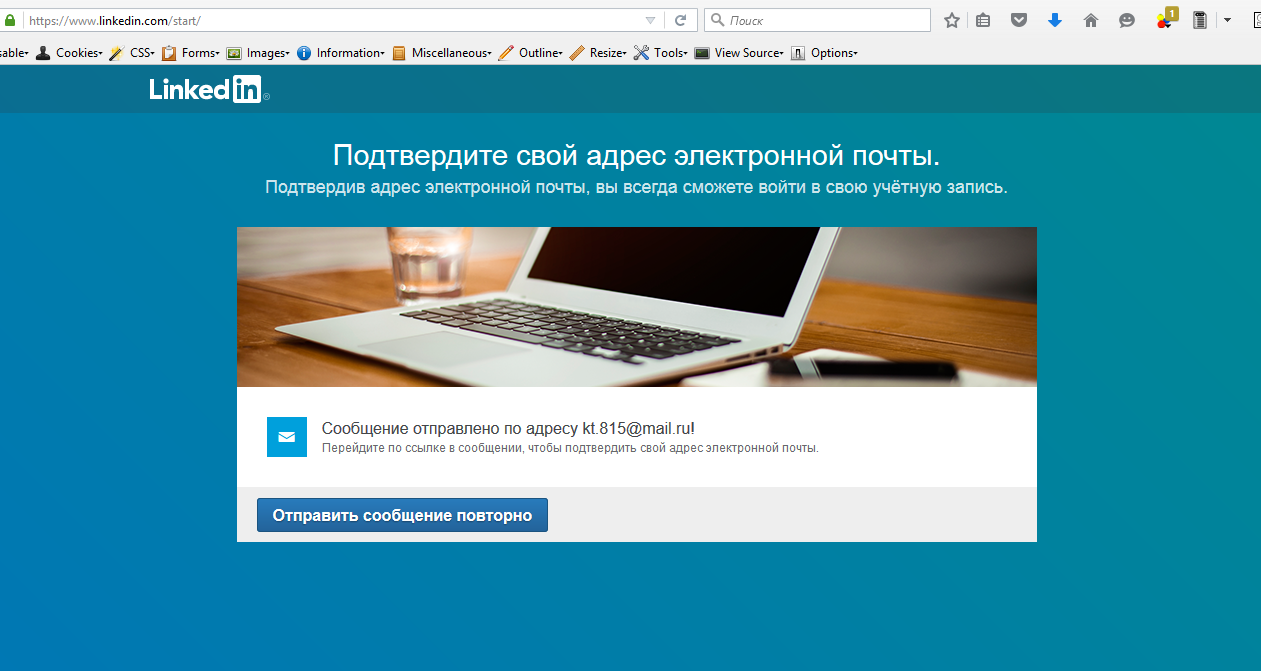 https://www.linkedin.com/start/
Поиск
1
sable
Cookies
CSS
Forms
Images
Information
Miscellaneous
Outline
Resize
Tools
View Source
Options
Linked in ®
Подтвердите свой адрес электронной почты.
Подтвердив адрес электронной почты, вы всегда сможете войти в свою учётную запись.
Сообщение отправлено по адресу kt.815@mail.ru!
Перейдите по ссылке в сообщении, чтобы подтвердить свой адрес электронной почты.
Отправить сообщение повторно